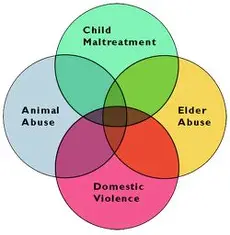 Child
Maltreatment
Animal
Abuse
Elder
Abuse
Domestic
Violence